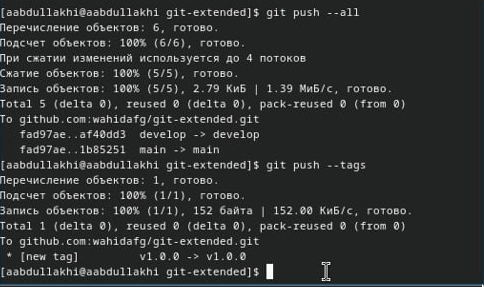 [aabdullakhi@aabdullakhi git-extended]$ git push --all
Перечисление объектов: 6, готово.
Подсчет объектов: 100% (6/6), готово.
При сжатии изменений используется до 4 потоков
Сжатие объектов: 100% (5/5), готово.
Запись объектов: 100% (5/5), 2.79 КиБ | 1.39 МиБ/с, готово.
Total 5 (delta 0), reused 0 (delta 0), pack-reused 0 (from 0)
To github.com:wahidafg/git-extended.git
   fad97ae..af40dd3  develop -> develop
   fad97ae..1b85251  main -> main
[aabdullakhi@aabdullakhi git-extended]$ git push --tags
Перечисление объектов: 1, готово.
Подсчет объектов: 100% (1/1), готово.
Запись объектов: 100% (1/1), 152 байта | 152.00 КиБ/с, готово.
Total 1 (delta 0), reused 0 (delta 0), pack-reused 0 (from 0)
To github.com:wahidafg/git-extended.git
 * [new tag]         v1.0.0 -> v1.0.0
[aabdullakhi@aabdullakhi git-extended]$